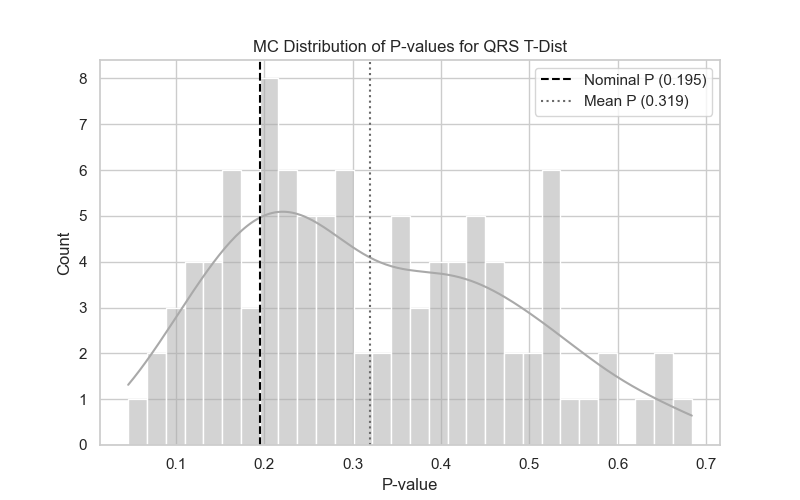 MC Distribution of P-values for QRS T-Dist
Nominal P (0.195)
Mean P (0.319)
8
7
6
5
4
3
2
1
0
Count
0.1 0.2 0.3 0.4 0.5 0.6 0.7
P-value